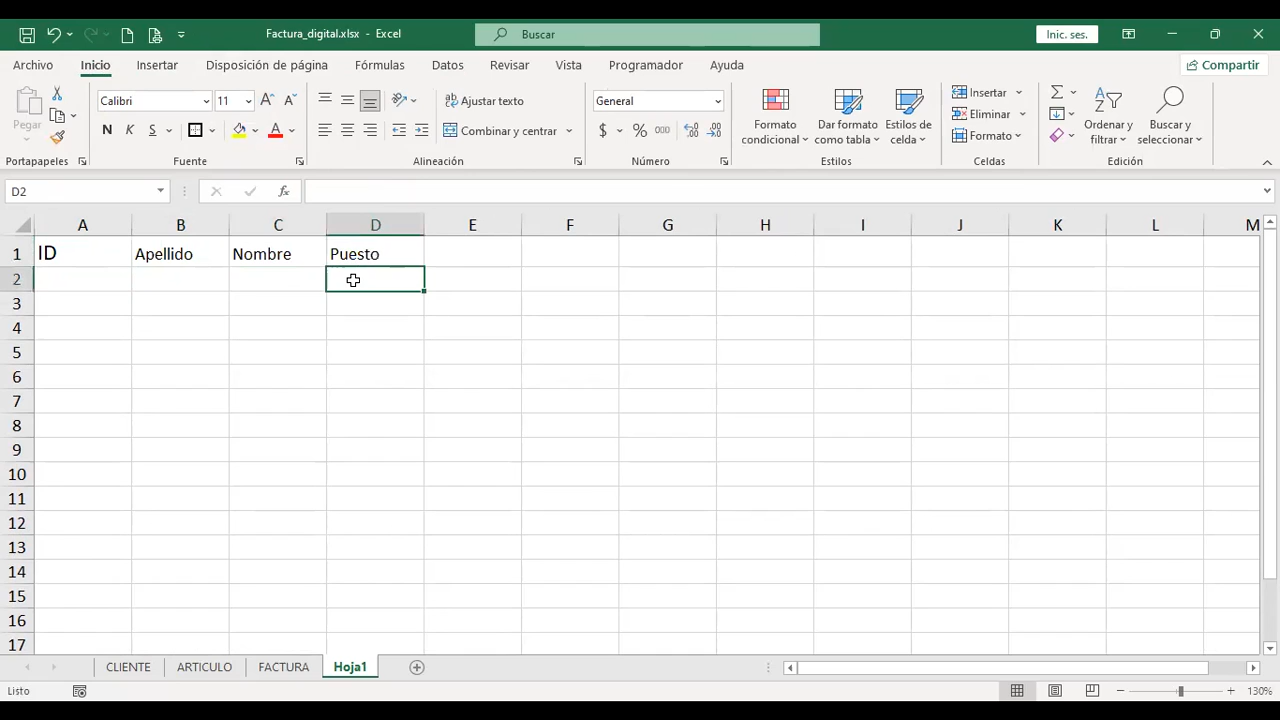 Factura_digital.xlsx - Excel
Buscar
Inic. ses.
Archivo Inicio Insertar Disposición de página Fórmulas Datos Revisar Vista Programador Ayuda
Compartir
Pegar
Portapapeles
Calibri 11
N K S
Fuente
Ajustar texto
Combinar y centrar
Alineación
General
$ % 000
Número
Formato condicional
Dar formato como tabla
Estilos de celda
Estilos
Insertar
Eliminar
Formato
Celdas
Ordenar y filtrar
Buscar y seleccionar
Edición
D2
fx
A B C D E F G H I J K L M
1 ID Apellido Nombre Puesto
2
3
4
5
6
7
8
9
10
11
12
13
14
15
16
17
CLIENTE ARTICULO FACTURA Hoja1
Listo
130%